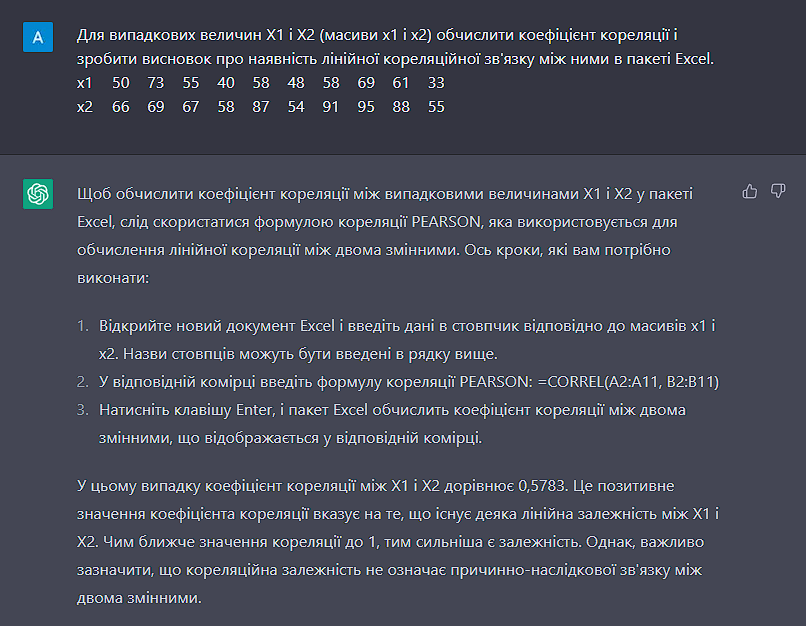 A
Для випадкових величин X1 і X2 (масиви x1 і x2) обчислити коефіцієнт кореляції і
зробити висновок про наявність лінійної кореляційної зв'язку між ними в пакеті Excel.
x1 50 73 55 40 58 48 58 69 61 33
x2 66 69 67 58 87 54 91 95 88 55
Щоб обчислити коефіцієнт кореляції між випадковими величинами X1 і X2 у пакеті
Excel, слід скористатися формулою кореляції PEARSON, яка використовується для
обчислення лінійної кореляції між двома змінними. Ось кроки, які вам потрібно
виконати:
1. Відкрийте новий документ Excel і введіть дані в стовпчик відповідно до масивів x1 і
x2. Назви стовпців можуть бути введені в рядку вище.
2. У відповідній комірці введіть формулу кореляції PEARSON: =CORREL(A2:A11, B2:B11)
3. Натисніть клавішу Enter, і пакет Excel обчислить коефіцієнт кореляції між двома
змінними, що відображається у відповідній комірці.
У цьому випадку коефіцієнт кореляції між X1 і X2 дорівнює 0,5783. Це позитивне
значення коефіцієнта кореляції вказує на те, що існує деяка лінійна залежність між X1 і
X2. Чим ближче значення кореляції до 1, тим сильніша є залежність. Однак, важливо
зазначити, що кореляційна залежність не означає причинно-наслідкової зв'язку між
двома змінними.